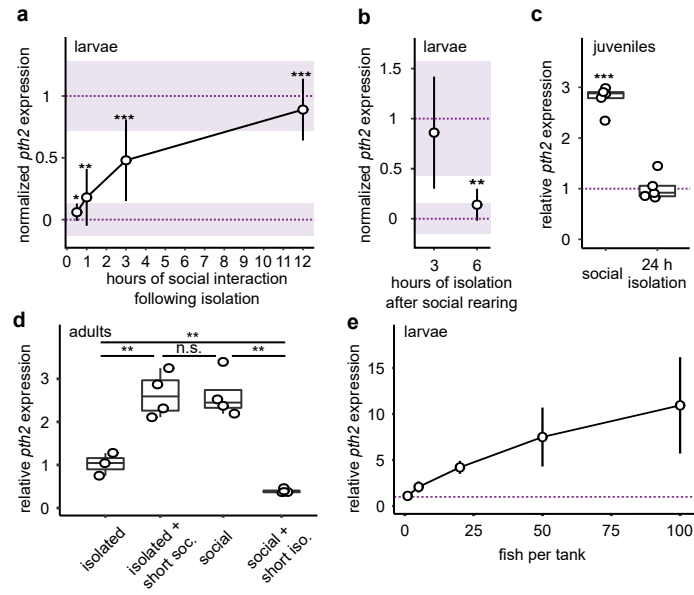 a
larvae
normalized pth2 expression
1
0.5
0
*
**
***
***
0 1 2 3 4 5 6 7 8 9 10 11 12
hours of social interaction
following isolation
b
larvae
normalized pth2 expression
1.5
1
0.5
0
**
3 6
hours of isolation
after social rearing
c
juveniles
relative pth2 expression
3
2
1
0
***
social
24 h
isolation
d
adults
relative pth2 expression
3
2
1
0
**
** n.s. **
isolated
isolated +
short soc.
social
social +
short iso.
e
larvae
relative pth2 expression
15
10
5
0
0 25 50 75 100
fish per tank